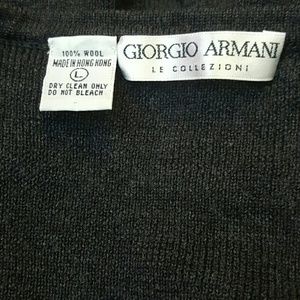 100% WOOL
MADE IN HONG KONG
L
DRY CLEAN ONLY
DO NOT BLEACH
GIORGIO ARMANI
LE COLLEZIONI